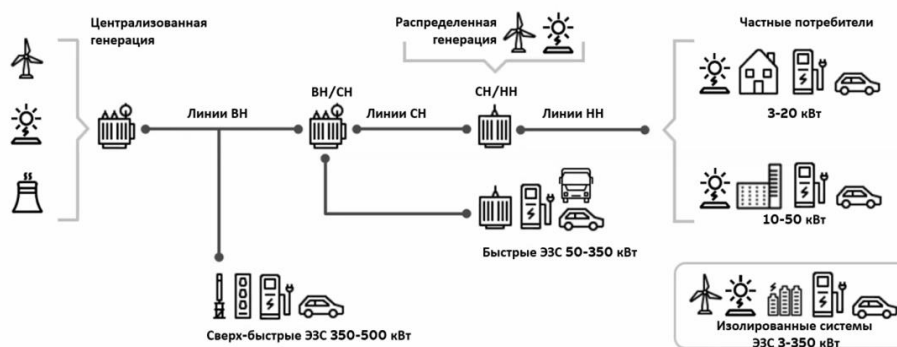 Централизованная
генерация
Распределенная
генерация
Частные потребители
ВН/СН
СН/НН
Линии ВН
Линии СН
Линии НН
3-20 кВт
10-50 кВт
Быстрые ЭЗС 50-350 кВт
Сверх-быстрые ЭЗС 350-500 кВт
Изолированные системы
ЭЗС 3-350 кВт